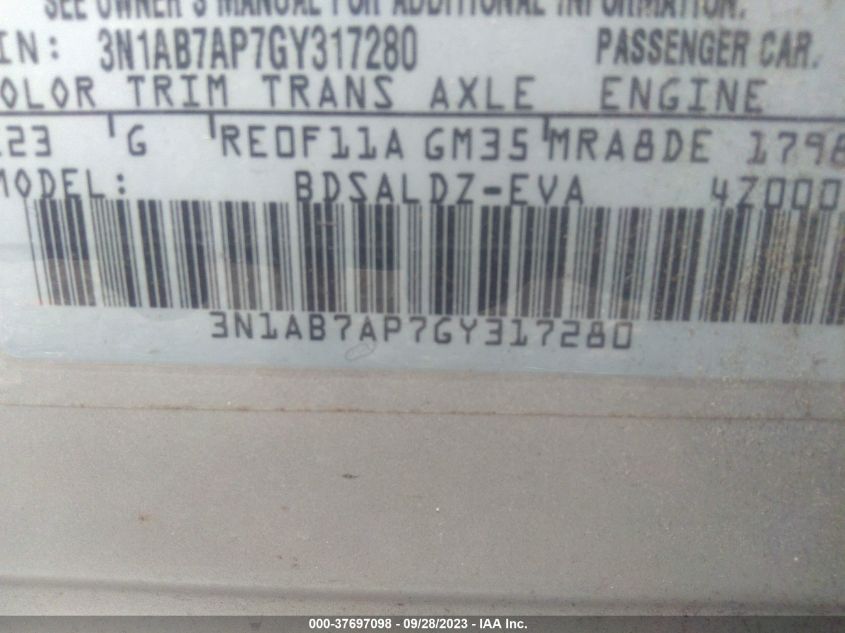 SEE OWNER'S MANUAL FOR ADDITIONAL INFORMATION.
IN: 3N1AB7AP7GY317280 PASSENGER CAR.
OLOR TRIM TRANS AXLE ENGINE
23 G RE0F11A GM35 MRA8DE 1798
MODEL: BDSALDZ-EVA 4Z000
3N1AB7AP7GY317280
000-37697098 - 09/28/2023 - IAA Inc.